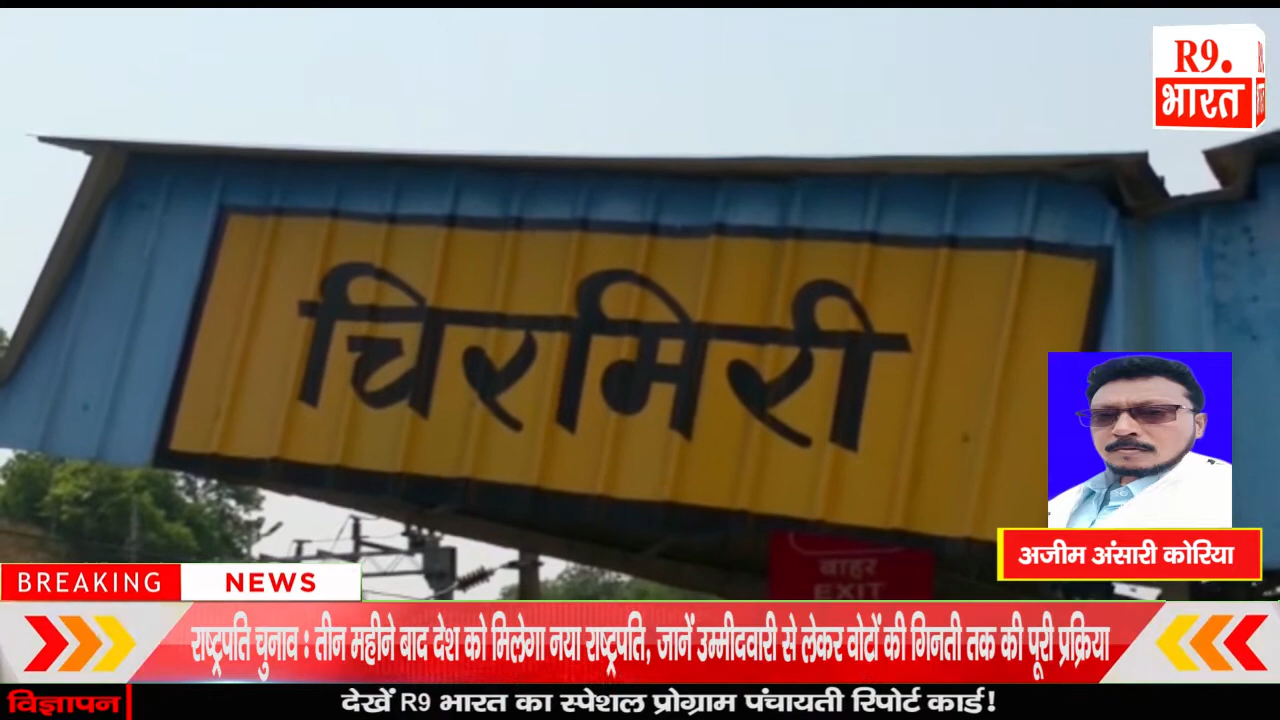 R9.
भारत
चिरमिरी
बाहर
EXIT
अजीम अंसारी कोरिया
BREAKING NEWS
राष्ट्रपति चुनाव : तीन महीने बाद देश को मिलेगा नया राष्ट्रपति, जानें उम्मीदवारी से लेकर वोटों की गिनती तक की पूरी प्रक्रिया
विज्ञापन देखें R9 भारत का स्पेशल प्रोग्राम पंचायती रिपोर्ट कार्ड!